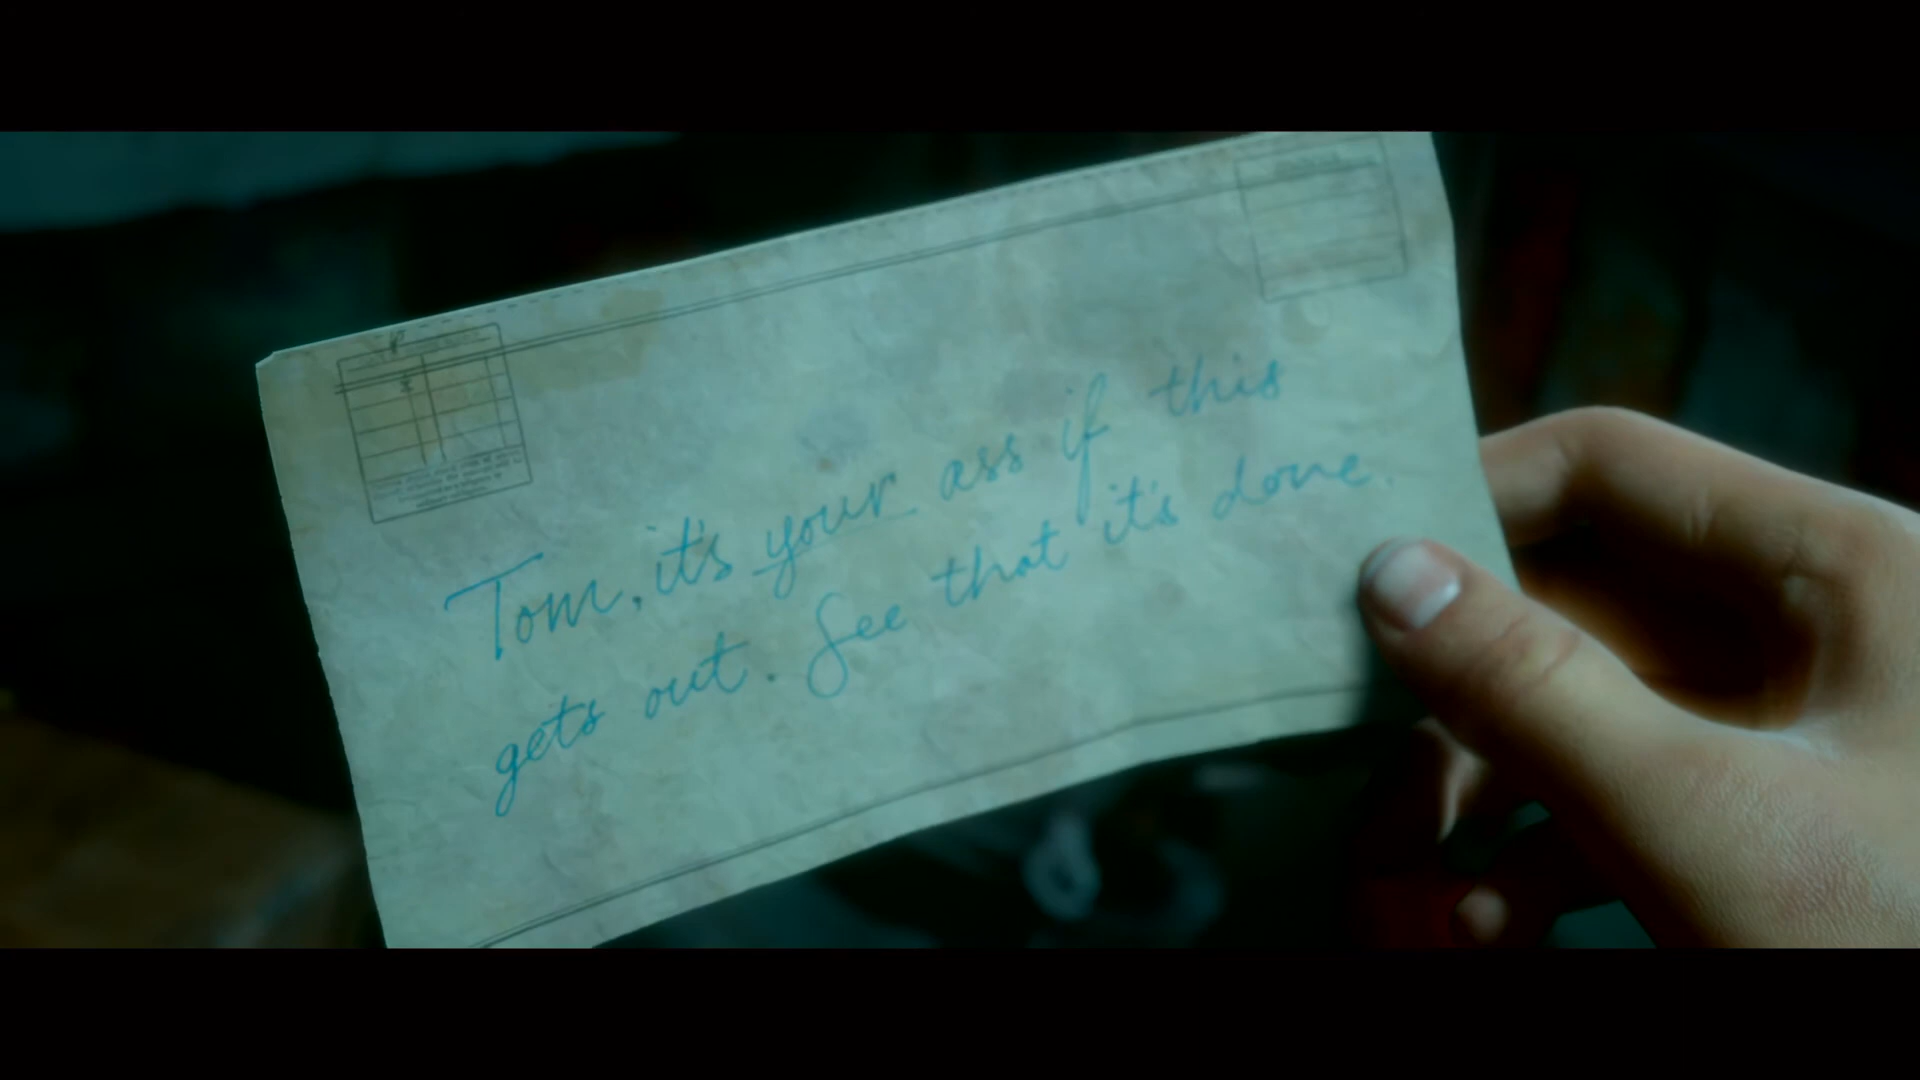 Tom, it's your ass if this
gets out. See that it's done.